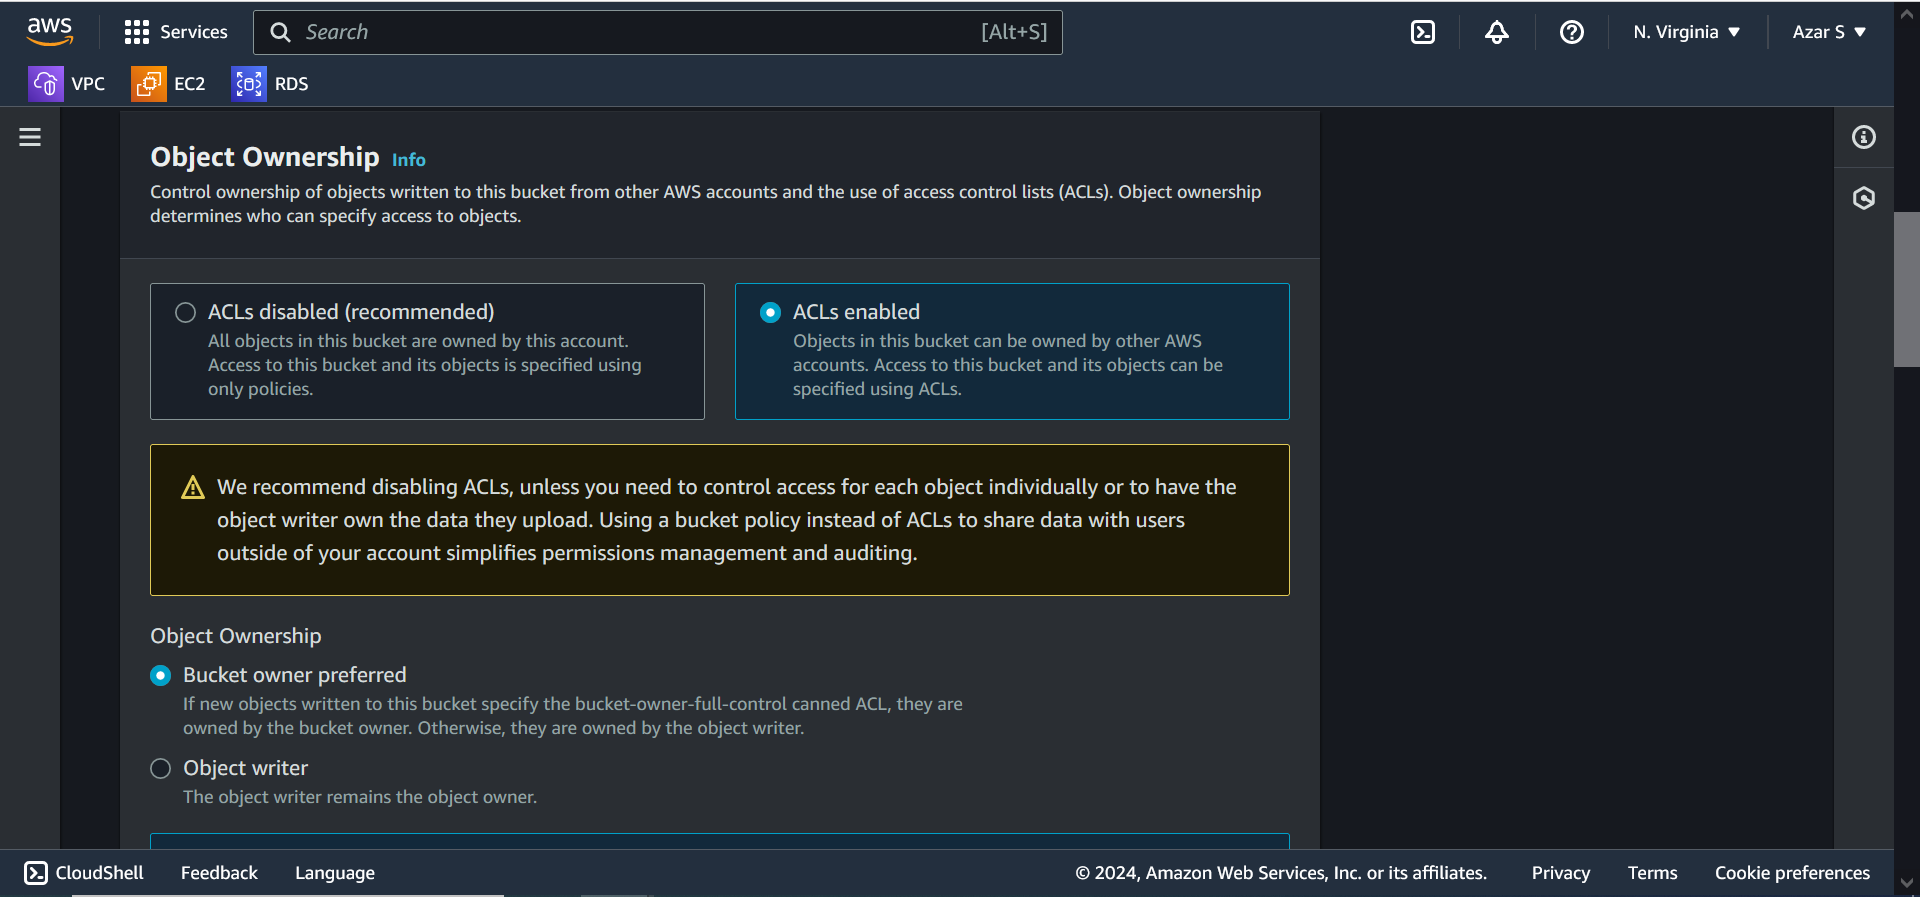 aws
Services
Search
[Alt+S]
N. Virginia
Azar S
VPC
EC2
RDS
Object Ownership Info
Control ownership of objects written to this bucket from other AWS accounts and the use of access control lists (ACLs). Object ownership
determines who can specify access to objects.
ACLs disabled (recommended)
All objects in this bucket are owned by this account.
Access to this bucket and its objects is specified using
only policies.
ACLs enabled
Objects in this bucket can be owned by other AWS
accounts. Access to this bucket and its objects can be
specified using ACLs.
We recommend disabling ACLs, unless you need to control access for each object individually or to have the
object writer own the data they upload. Using a bucket policy instead of ACLs to share data with users
outside of your account simplifies permissions management and auditing.
Object Ownership
Bucket owner preferred
If new objects written to this bucket specify the bucket-owner-full-control canned ACL, they are
owned by the bucket owner. Otherwise, they are owned by the object writer.
Object writer
The object writer remains the object owner.
CloudShell
Feedback
Language
© 2024, Amazon Web Services, Inc. or its affiliates.
Privacy
Terms
Cookie preferences